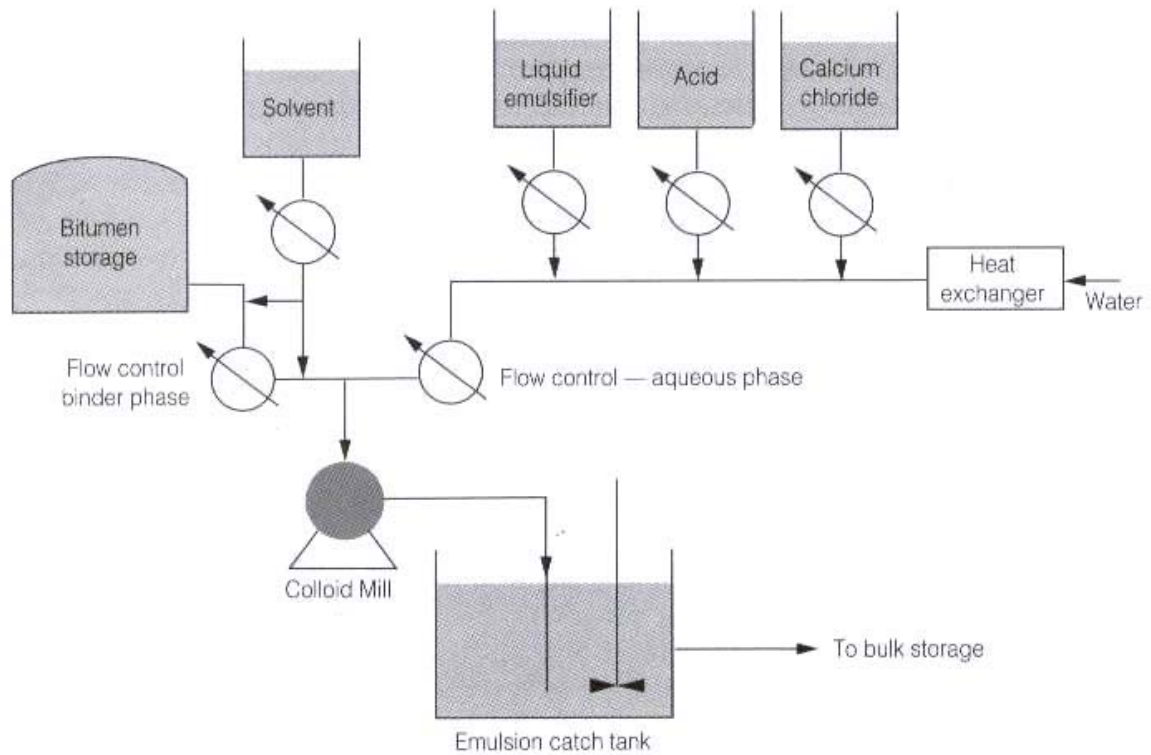 Solvent
Liquid
emulsifier
Acid
Calcium
chloride
Bitumen
storage
Heat
exchanger
Water
Flow control
binder phase
Flow control — aqueous phase
Colloid Mill
To bulk storage
Emulsion catch tank